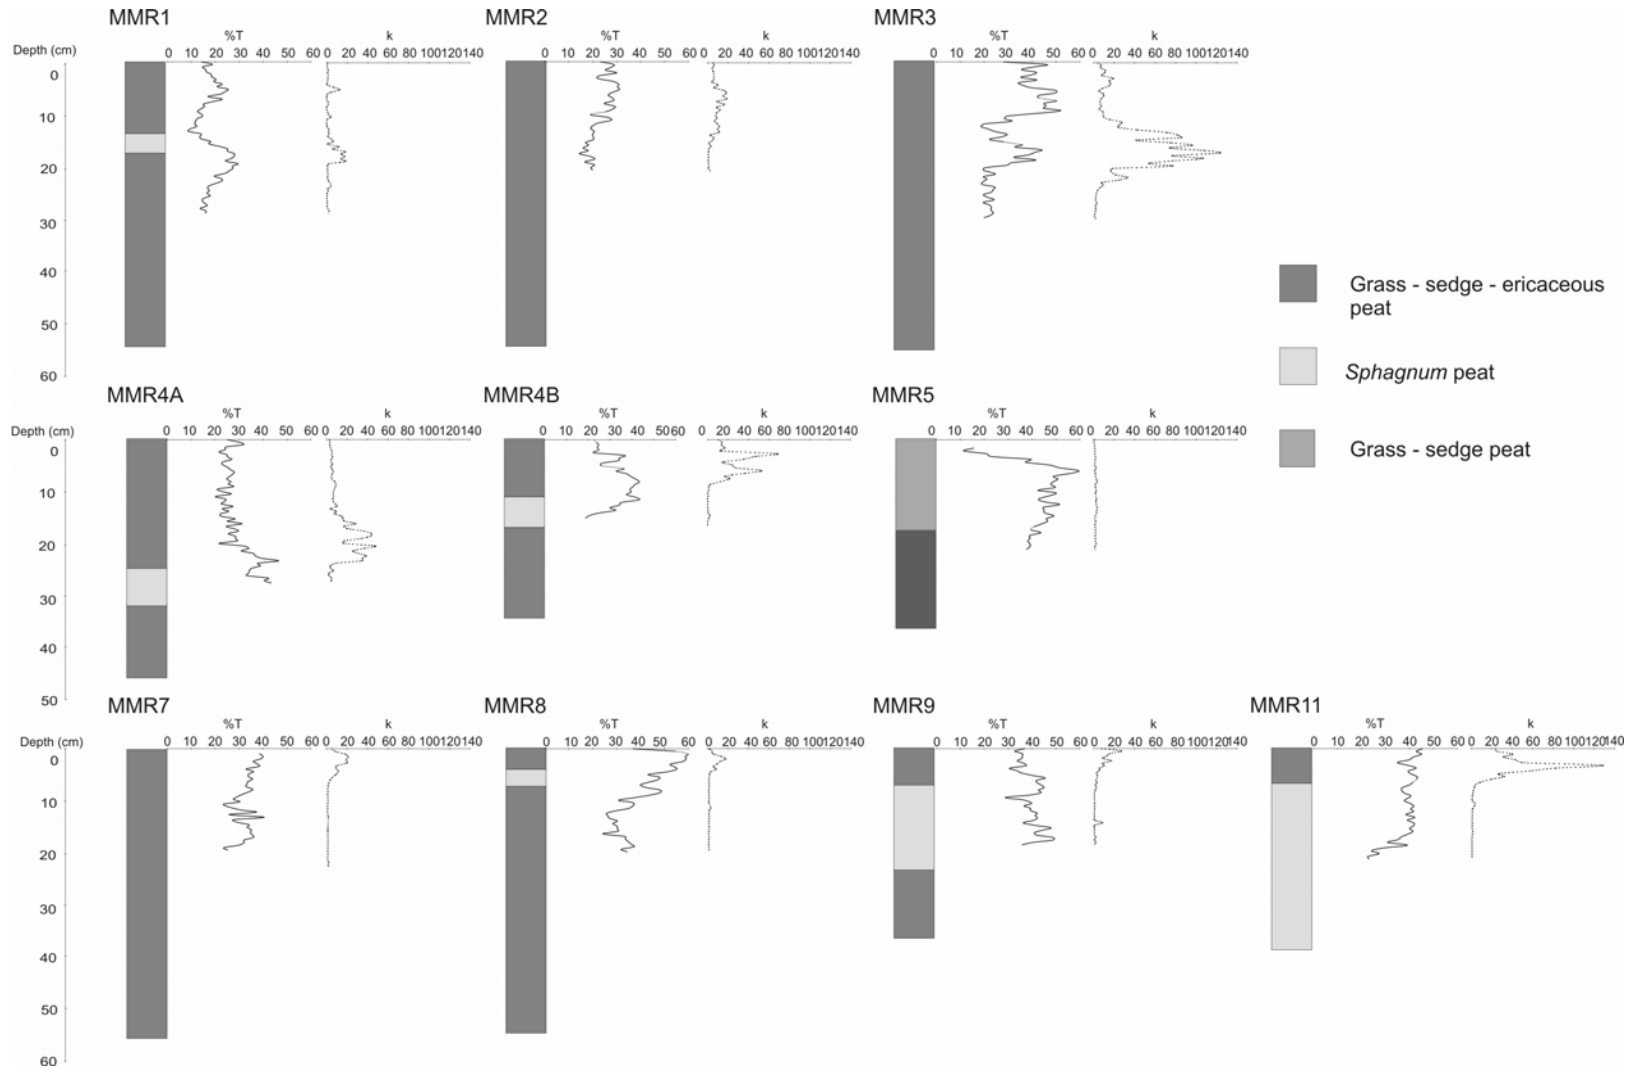 MMR1 MMR2 MMR3
%T k %T k %T k
Depth (cm) 0 10 20 30 40 50 60 0 20 40 60 80 100120140 0 10 20 30 40 50 60 0 20 40 60 80 100120140 0 10 20 30 40 50 60 0 20 40 60 80 100120140
0
10
20
30
40
50
60
Grass - sedge - ericaceous
peat
Sphagnum peat
Grass - sedge peat
MMR4A MMR4B MMR5
%T k %T k %T k
Depth (cm) 0 10 20 30 40 50 60 0 20 40 60 80 100120140 0 10 20 30 40 5060 0 20 40 60 80 100120140 0 10 20 30 40 50 60 0 20 40 60 80 100120140
0
10
20
30
40
50
MMR7 MMR8 MMR9 MMR11
%T k %T k %T k %T k
Depth (cm) 0 10 20 30 40 50 60 0 20 40 60 80 100120140 0 10 20 30 40 50 60 0 20 40 60 80 100120140 0 10 20 30 40 50 60 0 20 40 60 80 100120140 0 10 20 30 40 50 60 0 20 40 60 80 100120140
0
10
20
30
40
50
60